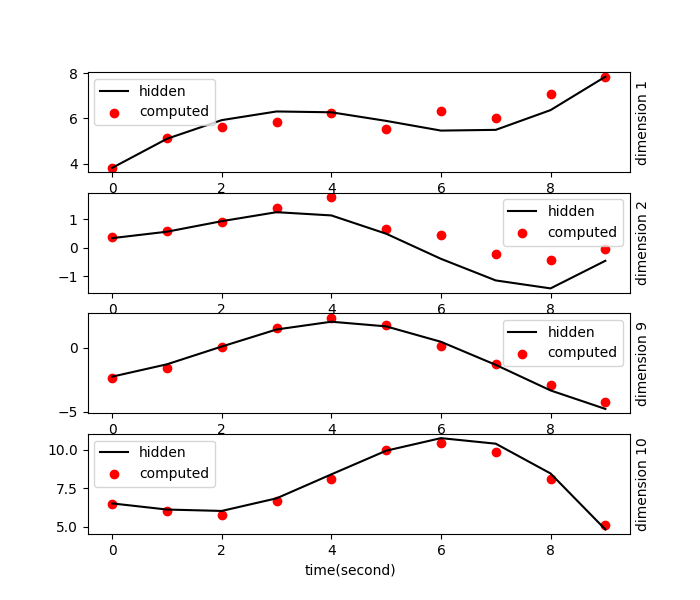 8
6
4
hidden
computed
dimension 1
0 2 4 6 8
1
0
−1
hidden
computed
dimension 2
0 2 4 6 8
0
−5
hidden
computed
dimension 9
0 2 4 6 8
10.0
7.5
5.0
hidden
computed
dimension 10
0 2 4 6 8
time(second)